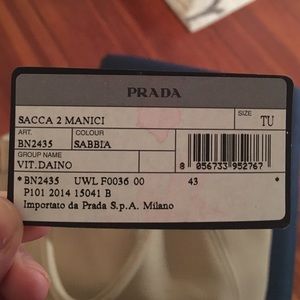 PRADA
SACCA 2 MANICI
SIZE TU
ART. COLOUR
BN2435 SABBIA
GROUP NAME
VIT.DAINO
8 056733 952767
*BN2435 UWL F0036 00 43 *
P101 2014 15041 B
Importato da Prada S.p.A. Milano